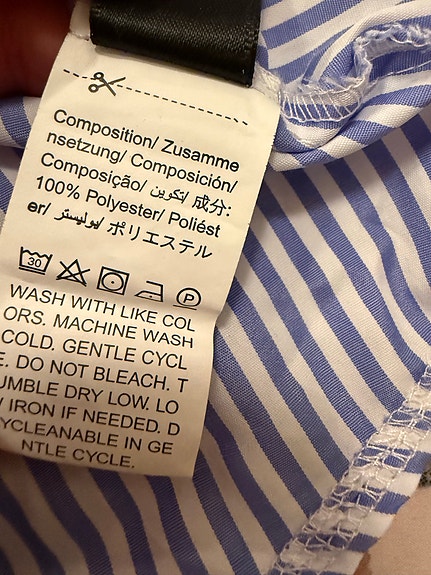 Composition/ Zusamme
nsetzung/ Composición/
Composição/ تكوين/ 成分:
100% Polyester/ Poliést
er/ بوليستر/ ポリエステル
30 P
WASH WITH LIKE COL
ORS. MACHINE WASH
COLD. GENTLE CYCL
E. DO NOT BLEACH. T
UMBLE DRY LOW. LO
W IRON IF NEEDED. D
YCLEANABLE IN GE
NTLE CYCLE.